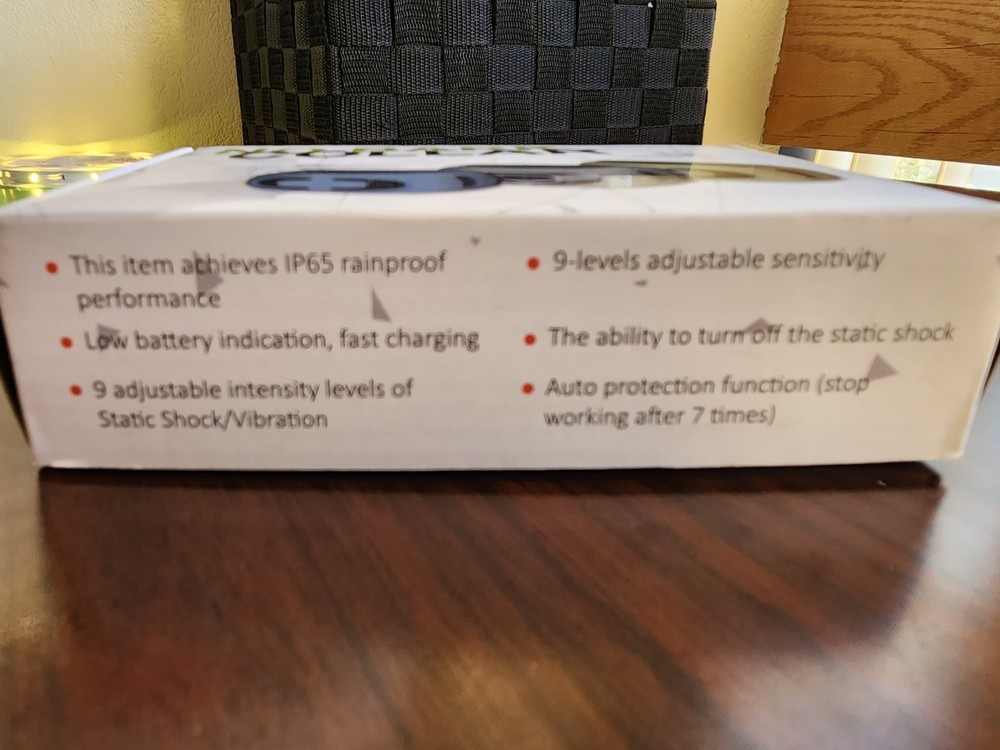 • This item achieves IP65 rainproof
performance
• Low battery indication, fast charging
• 9 adjustable intensity levels of
Static Shock/Vibration
• 9-levels adjustable sensitivity
• The ability to turn off the static shock
• Auto protection function (stop
working after 7 times)